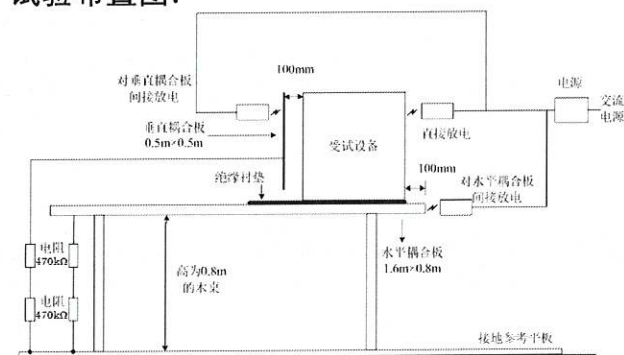 试验布置图:
100mm
对垂直耦合板
间接放电
电源
交流
电源
垂直耦合板
0.5m×0.5m
受试设备
直接放电
100mm
绝缘衬垫
对水平耦合板
间接放电
水平耦合板
1.6m×0.8m
电阻
470kΩ
高为0.8m
的木桌
电阻
470kΩ
接地参考平板